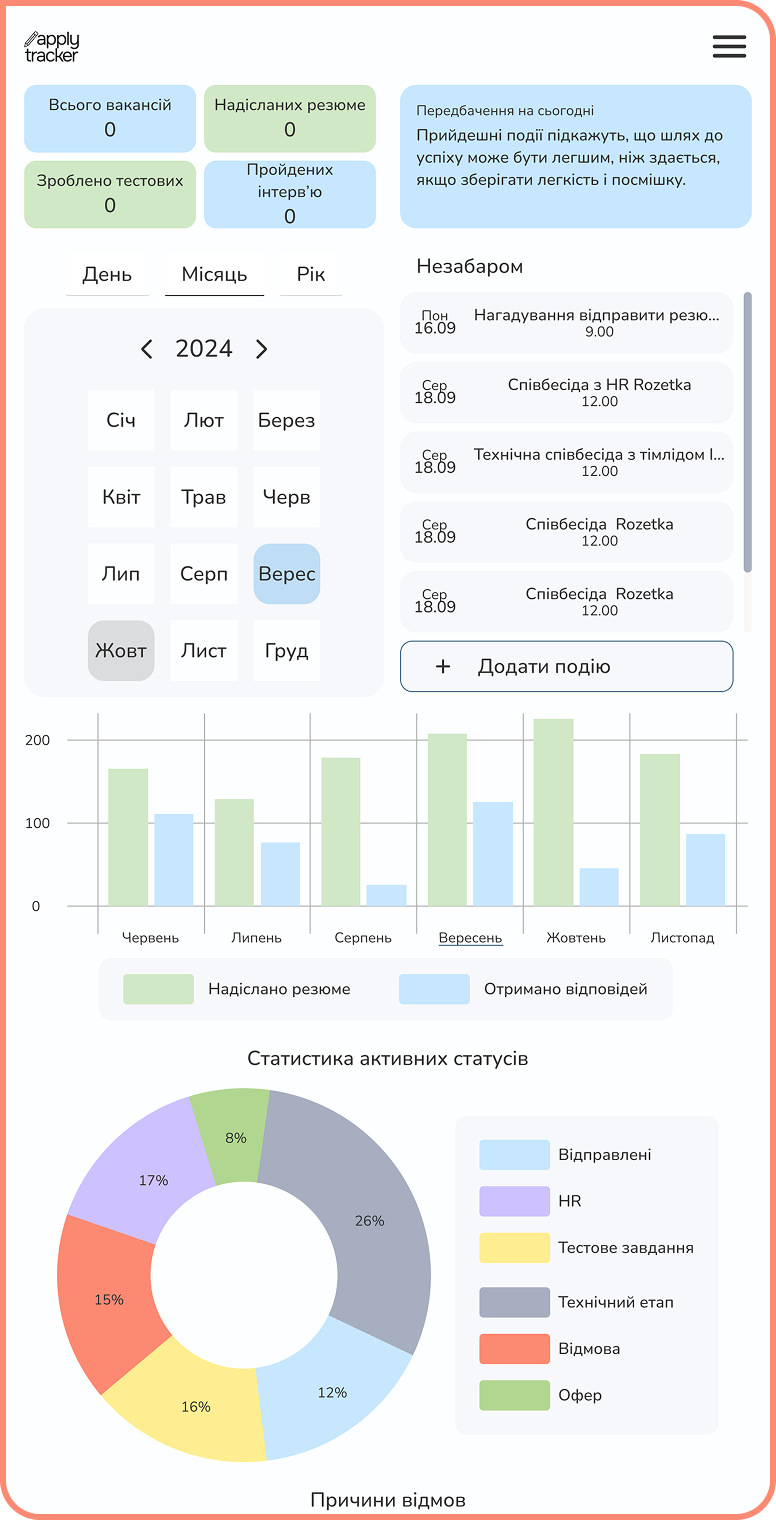 apply
tracker
Всього вакансій
0
Надісланих резюме
0
Зроблено тестових
0
Пройдених
інтерв'ю
0
Передбачення на сьогодні
Прийдешні події підкажуть, що шлях до
успіху може бути легшим, ніж здається,
якщо зберігати легкість і посмішку.
День
Місяць
Рік
2024
Січ
Лют
Берез
Квіт
Трав
Черв
Лип
Серп
Верес
Жовт
Лист
Груд
Незабаром
Пон
16.09
Нагадування відправити резю...
9.00
Сер
18.09
Співбесіда з HR Rozetka
12.00
Сер
18.09
Технічна співбесіда з тімлідом І...
12.00
Сер
18.09
Співбесіда Rozetka
12.00
Сер
18.09
Співбесіда Rozetka
12.00
+ Додати подію
200
100
0
Червень
Липень
Серпень
Вересень
Жовтень
Листопад
Надіслано резюме
Отримано відповідей
Статистика активних статусів
8%
17%
26%
15%
16%
12%
Відправлені
HR
Тестове завдання
Технічний етап
Відмова
Офер
Причини відмов